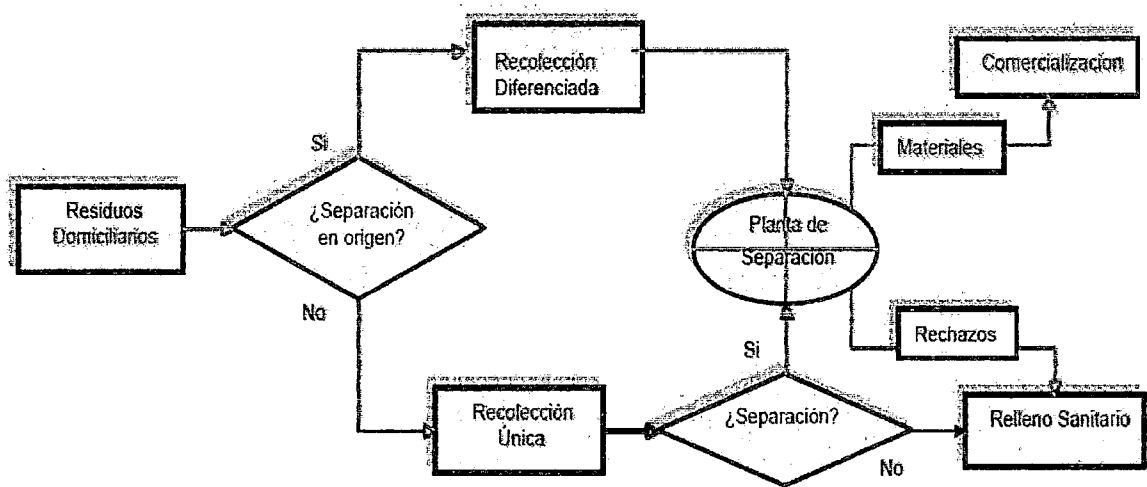 Recolección
Diferenciada
Comercializacion
Materiales
Si
Residuos
Domiciliarios
¿Separación
en origen?
Planta de
Separación
No
Rechazos
Si
Recolección
Única
¿Separación?
Relleno Sanitario
No